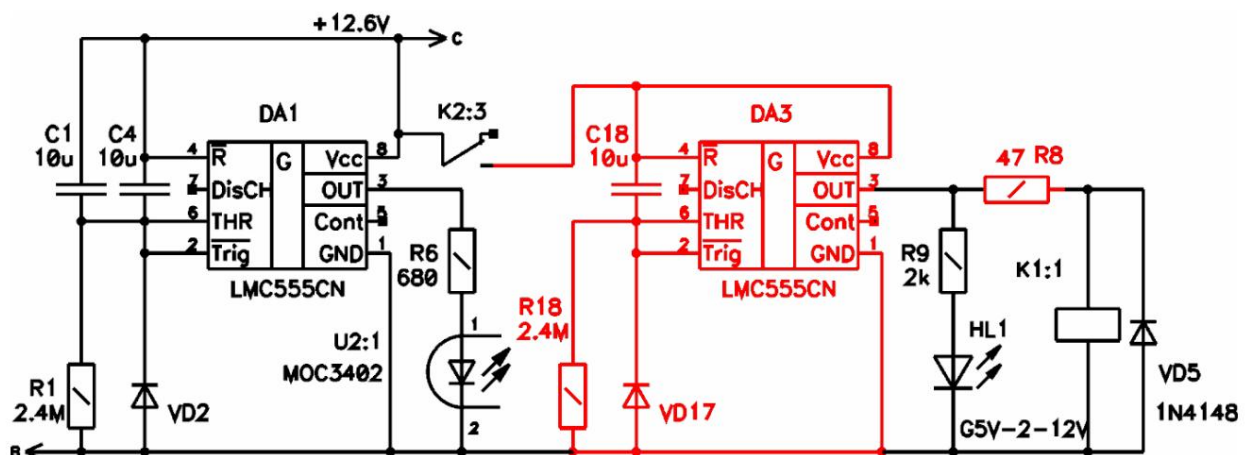 +12.6V
C
K2:3
DA1
DA3
C1
10u
C4
10u
C18
10u
4
R
G
Vcc
8
7
DisCH
OUT
3
6
THR
Cont
5
2
Trig
GND
1
LMC555CN
4
R
G
Vcc
8
7
DisCH
OUT
3
6
THR
Cont
5
2
Trig
GND
1
LMC555CN
47 R8
R6
680
R9
2k
K1:1
R18
2.4M
U2:1
MOC3402
1
2
HL1
R1
2.4M
VD2
VD17
VD5
1N4148
G5V-2-12V